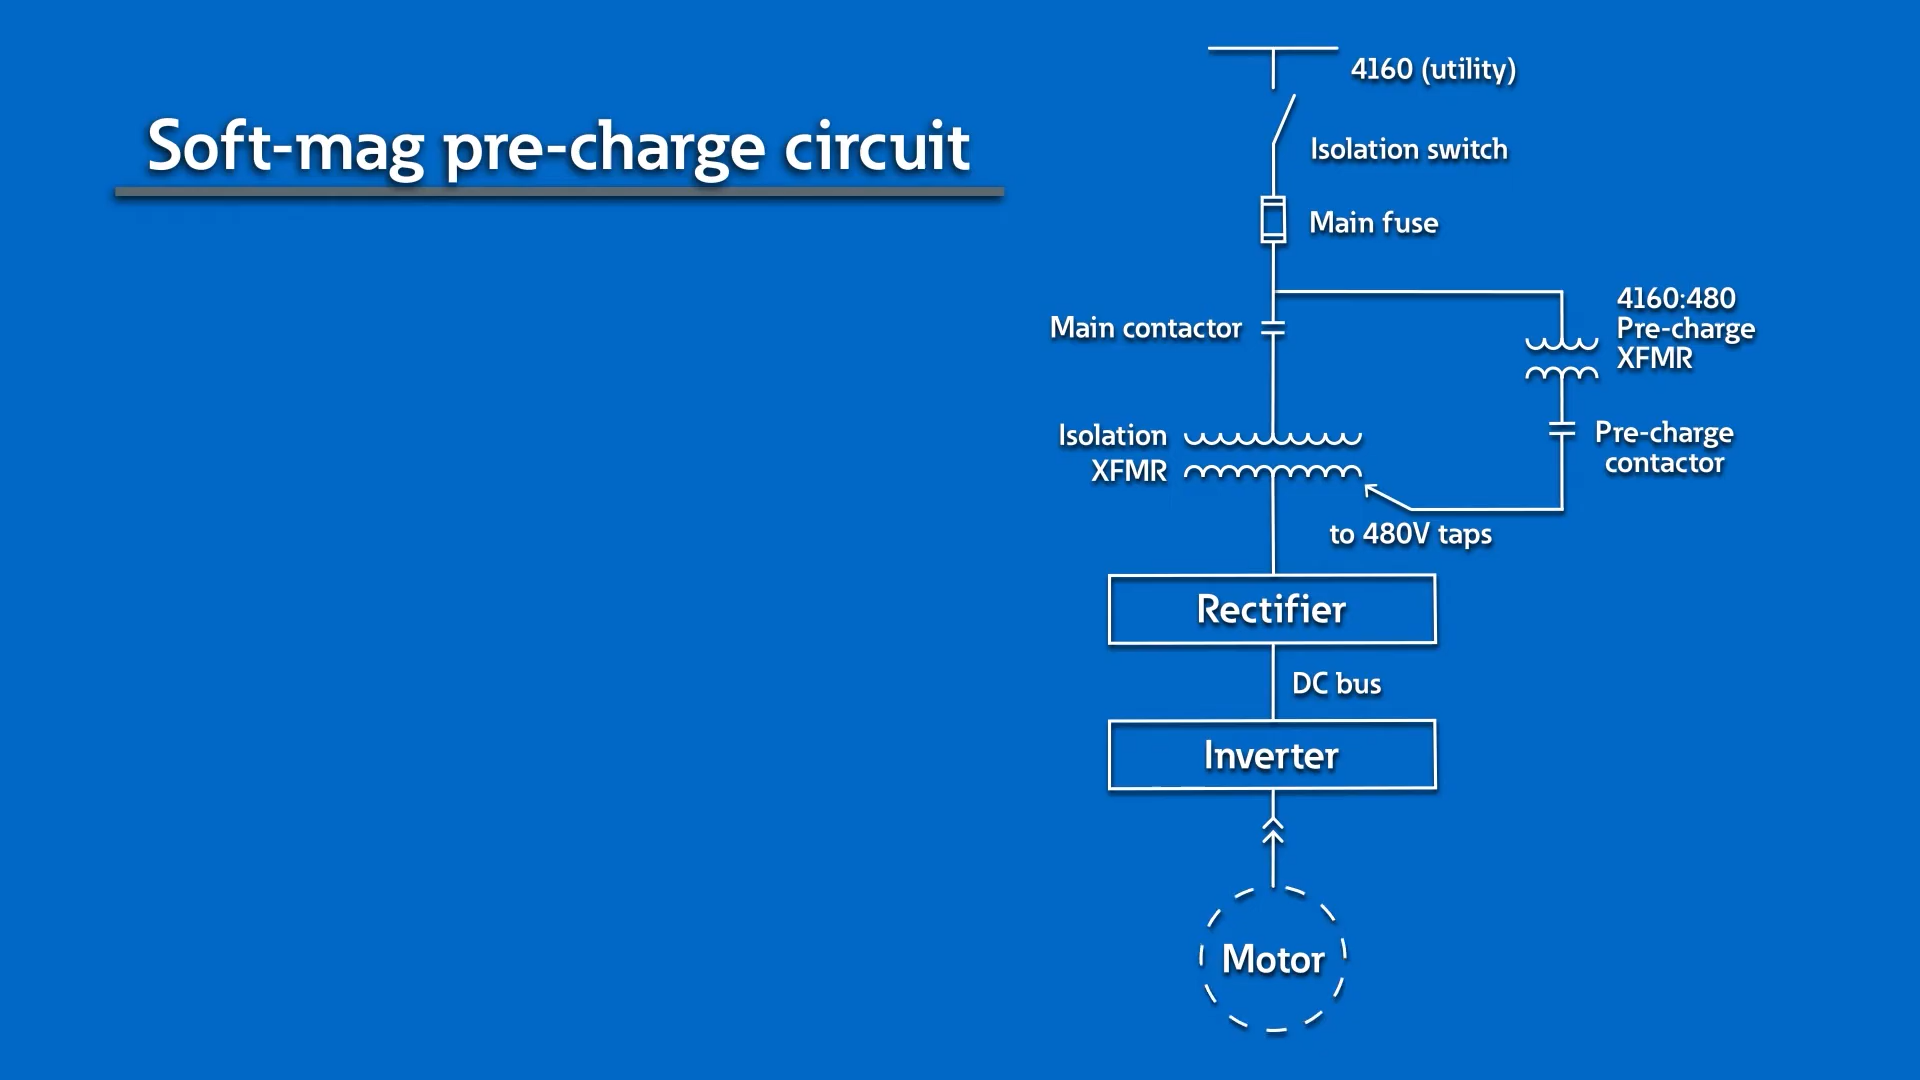 Soft-mag pre-charge circuit
4160 (utility)
Isolation switch
Main fuse
4160:480
Pre-charge
XFMR
Main contactor
Pre-charge
contactor
Isolation
XFMR
to 480V taps
Rectifier
DC bus
Inverter
Motor